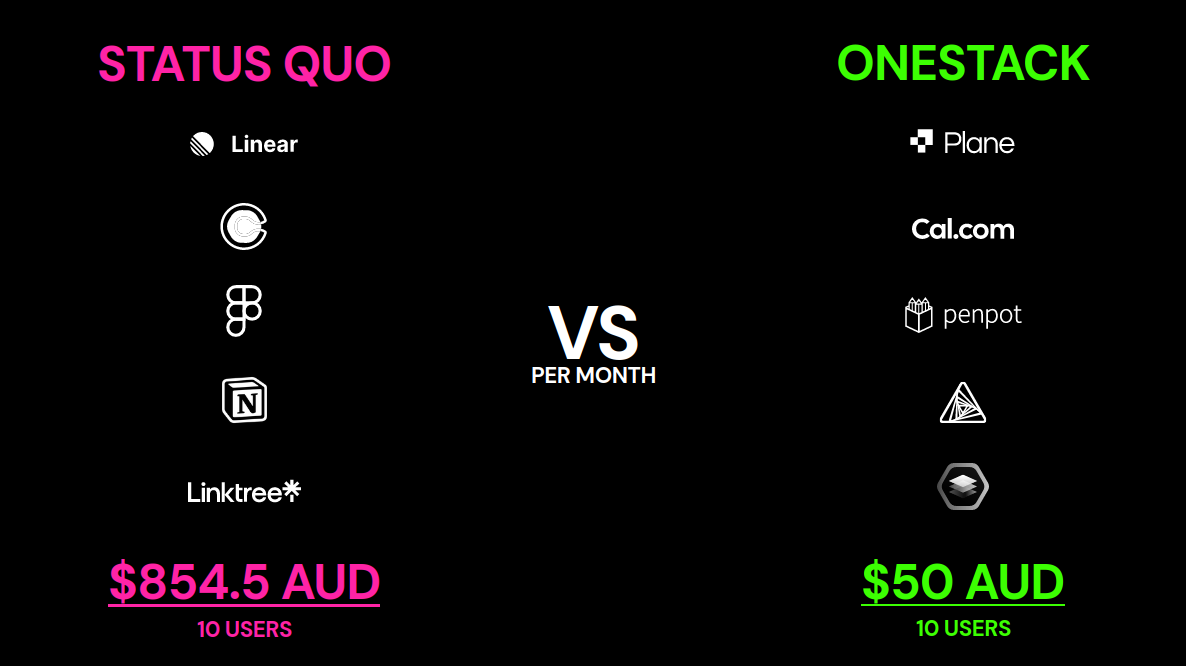 STATUS QUO
Linear
N
Linktree
$854.5 AUD
10 USERS
VS
PER MONTH
ONESTACK
Plane
Cal.com
penpot
$50 AUD
10 USERS